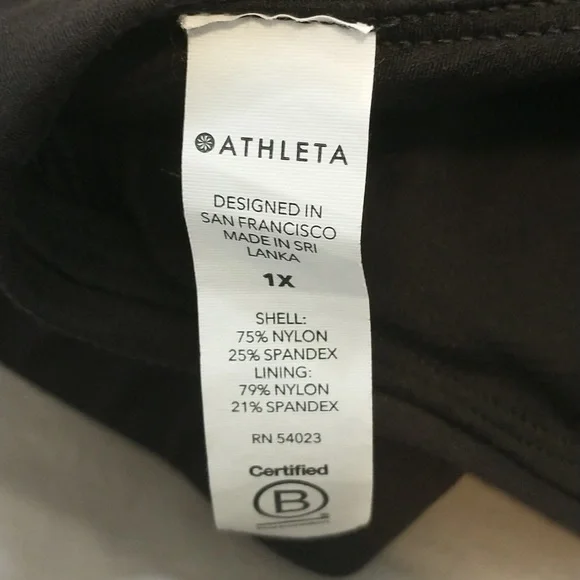 ATHLETA
DESIGNED IN
SAN FRANCISCO
MADE IN SRI
LANKA
1X
SHELL:
75% NYLON
25% SPANDEX
LINING:
79% NYLON
21% SPANDEX
RN 54023
Certified
B